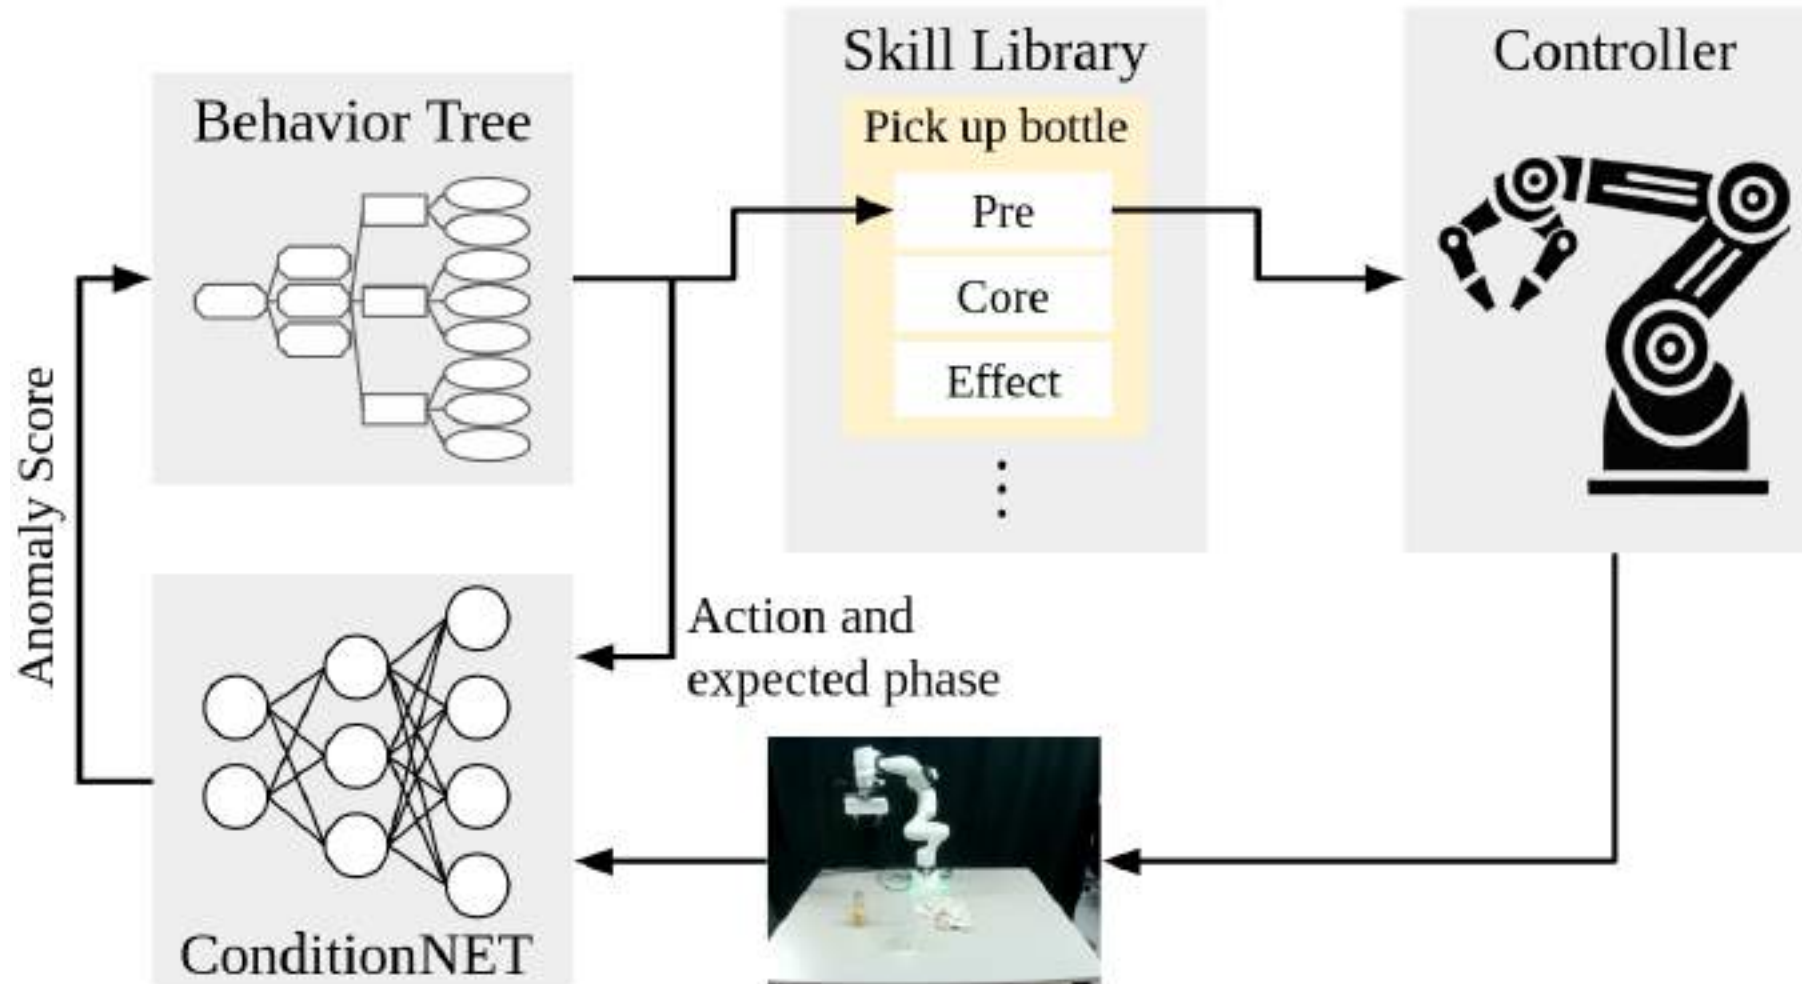 Behavior Tree
Skill Library
Pick up bottle
Pre
Core
Effect
Controller
Anomaly Score
Action and
expected phase
ConditionNET